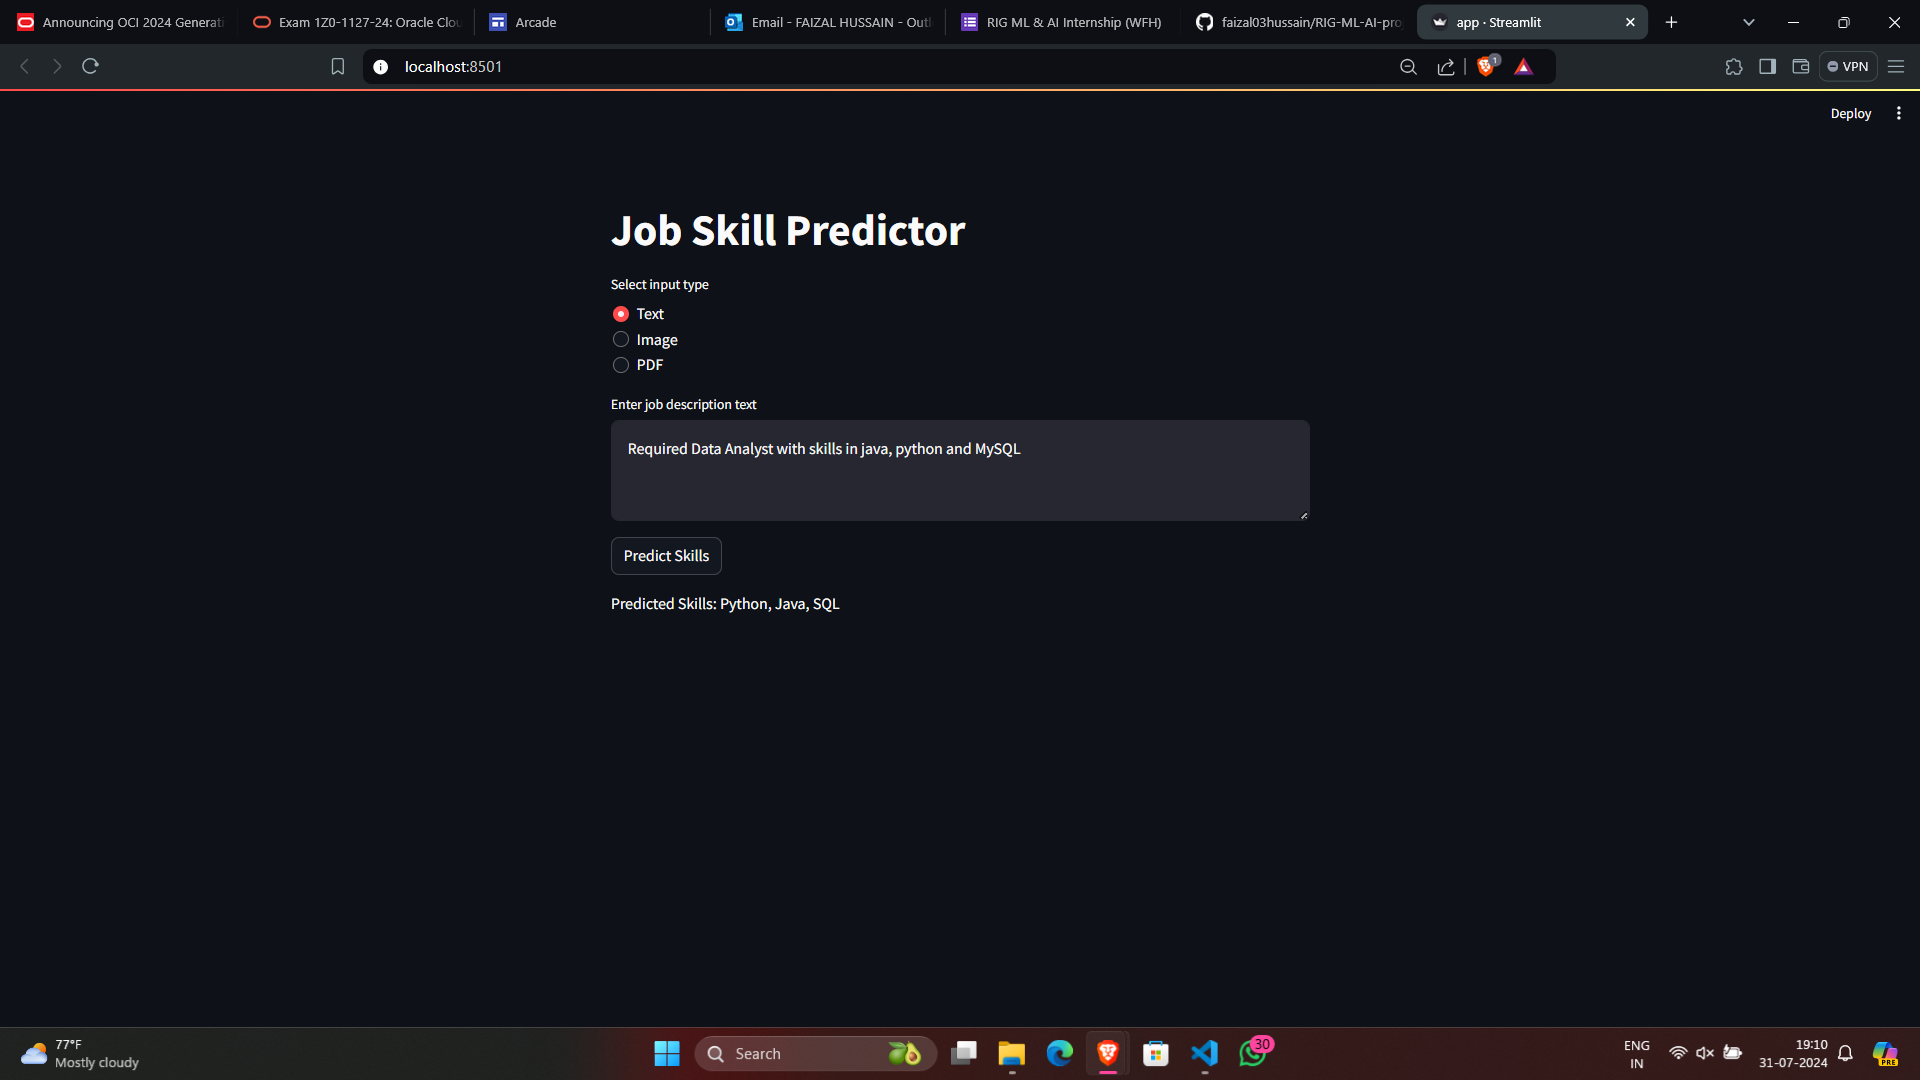 Announcing OCI 2024 Generati
Exam 1Z0-1127-24: Oracle Clou
Arcade
Email - FAIZAL HUSSAIN - Outl
RIG ML & AI Internship (WFH)
faizal03hussain/RIG-ML-AI-pro
app · Streamlit
localhost:8501
1
VPN
Deploy
Job Skill Predictor
Select input type
Text
Image
PDF
Enter job description text
Required Data Analyst with skills in java, python and MySQL
Predict Skills
Predicted Skills: Python, Java, SQL
77°F
Mostly cloudy
Search
30
ENG
IN
19:10
31-07-2024
PRE